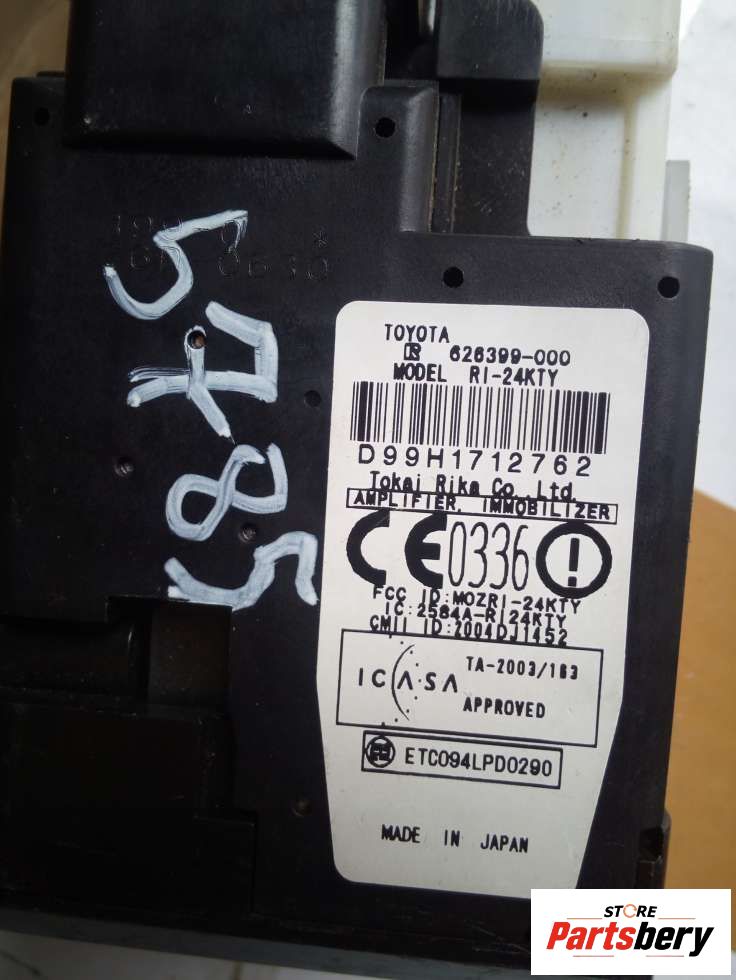 5785
TOYOTA
R 626399-000
MODEL RI-24KTY
D99H1712762
Tokai Rika Co., Ltd.
AMPLIFIER, IMMOBILIZER
CE0336
FCC ID:MOZRI-24KTY
IC:2584A-RI24KTY
CMII ID:2004DJ1452
ICASA
TA-2003/163
APPROVED
ETC094LPD0290
MADE IN JAPAN
STORE
Partsbery